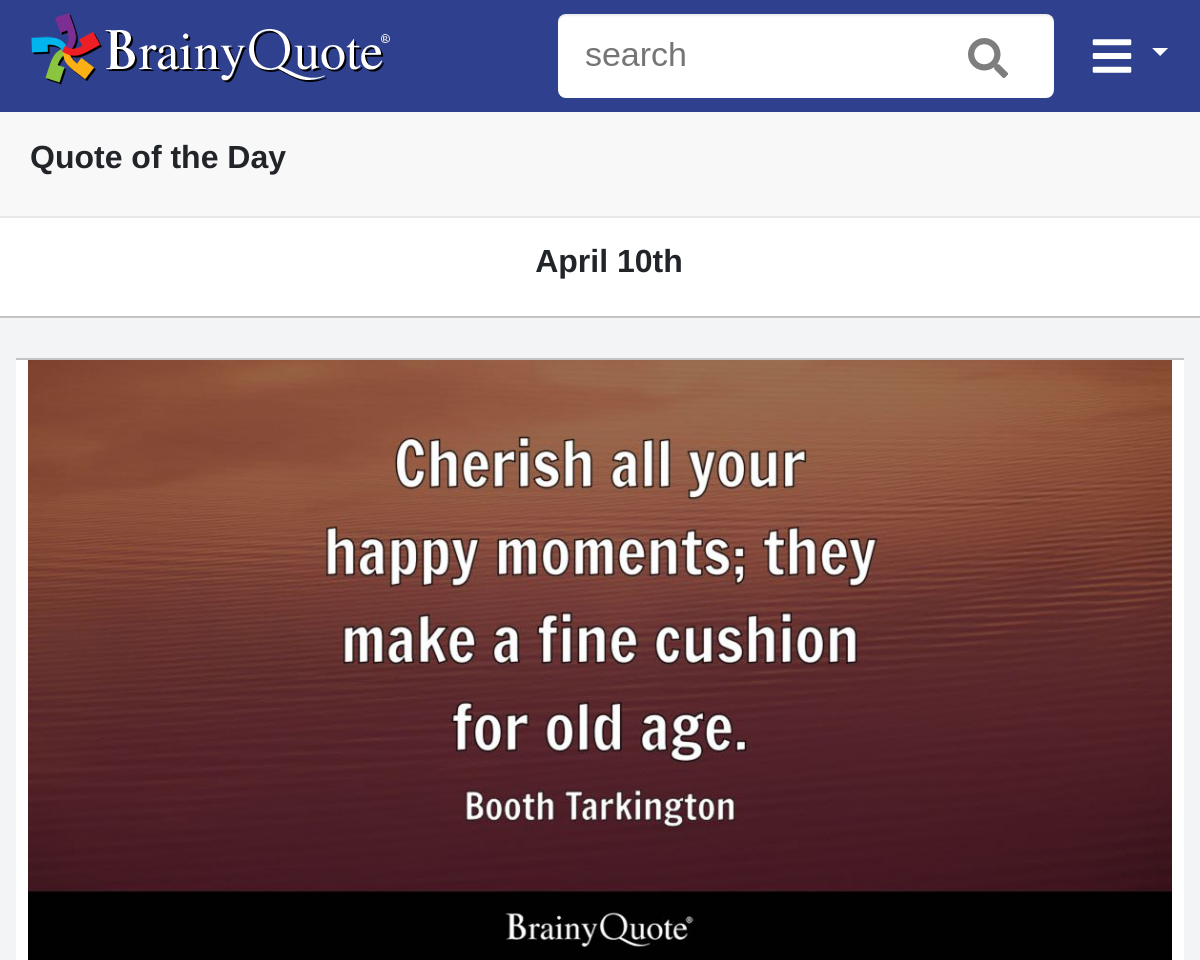 BrainyQuote®
search
Quote of the Day
April 10th
Cherish all your
happy moments; they
make a fine cushion
for old age.
Booth Tarkington
BrainyQuote®